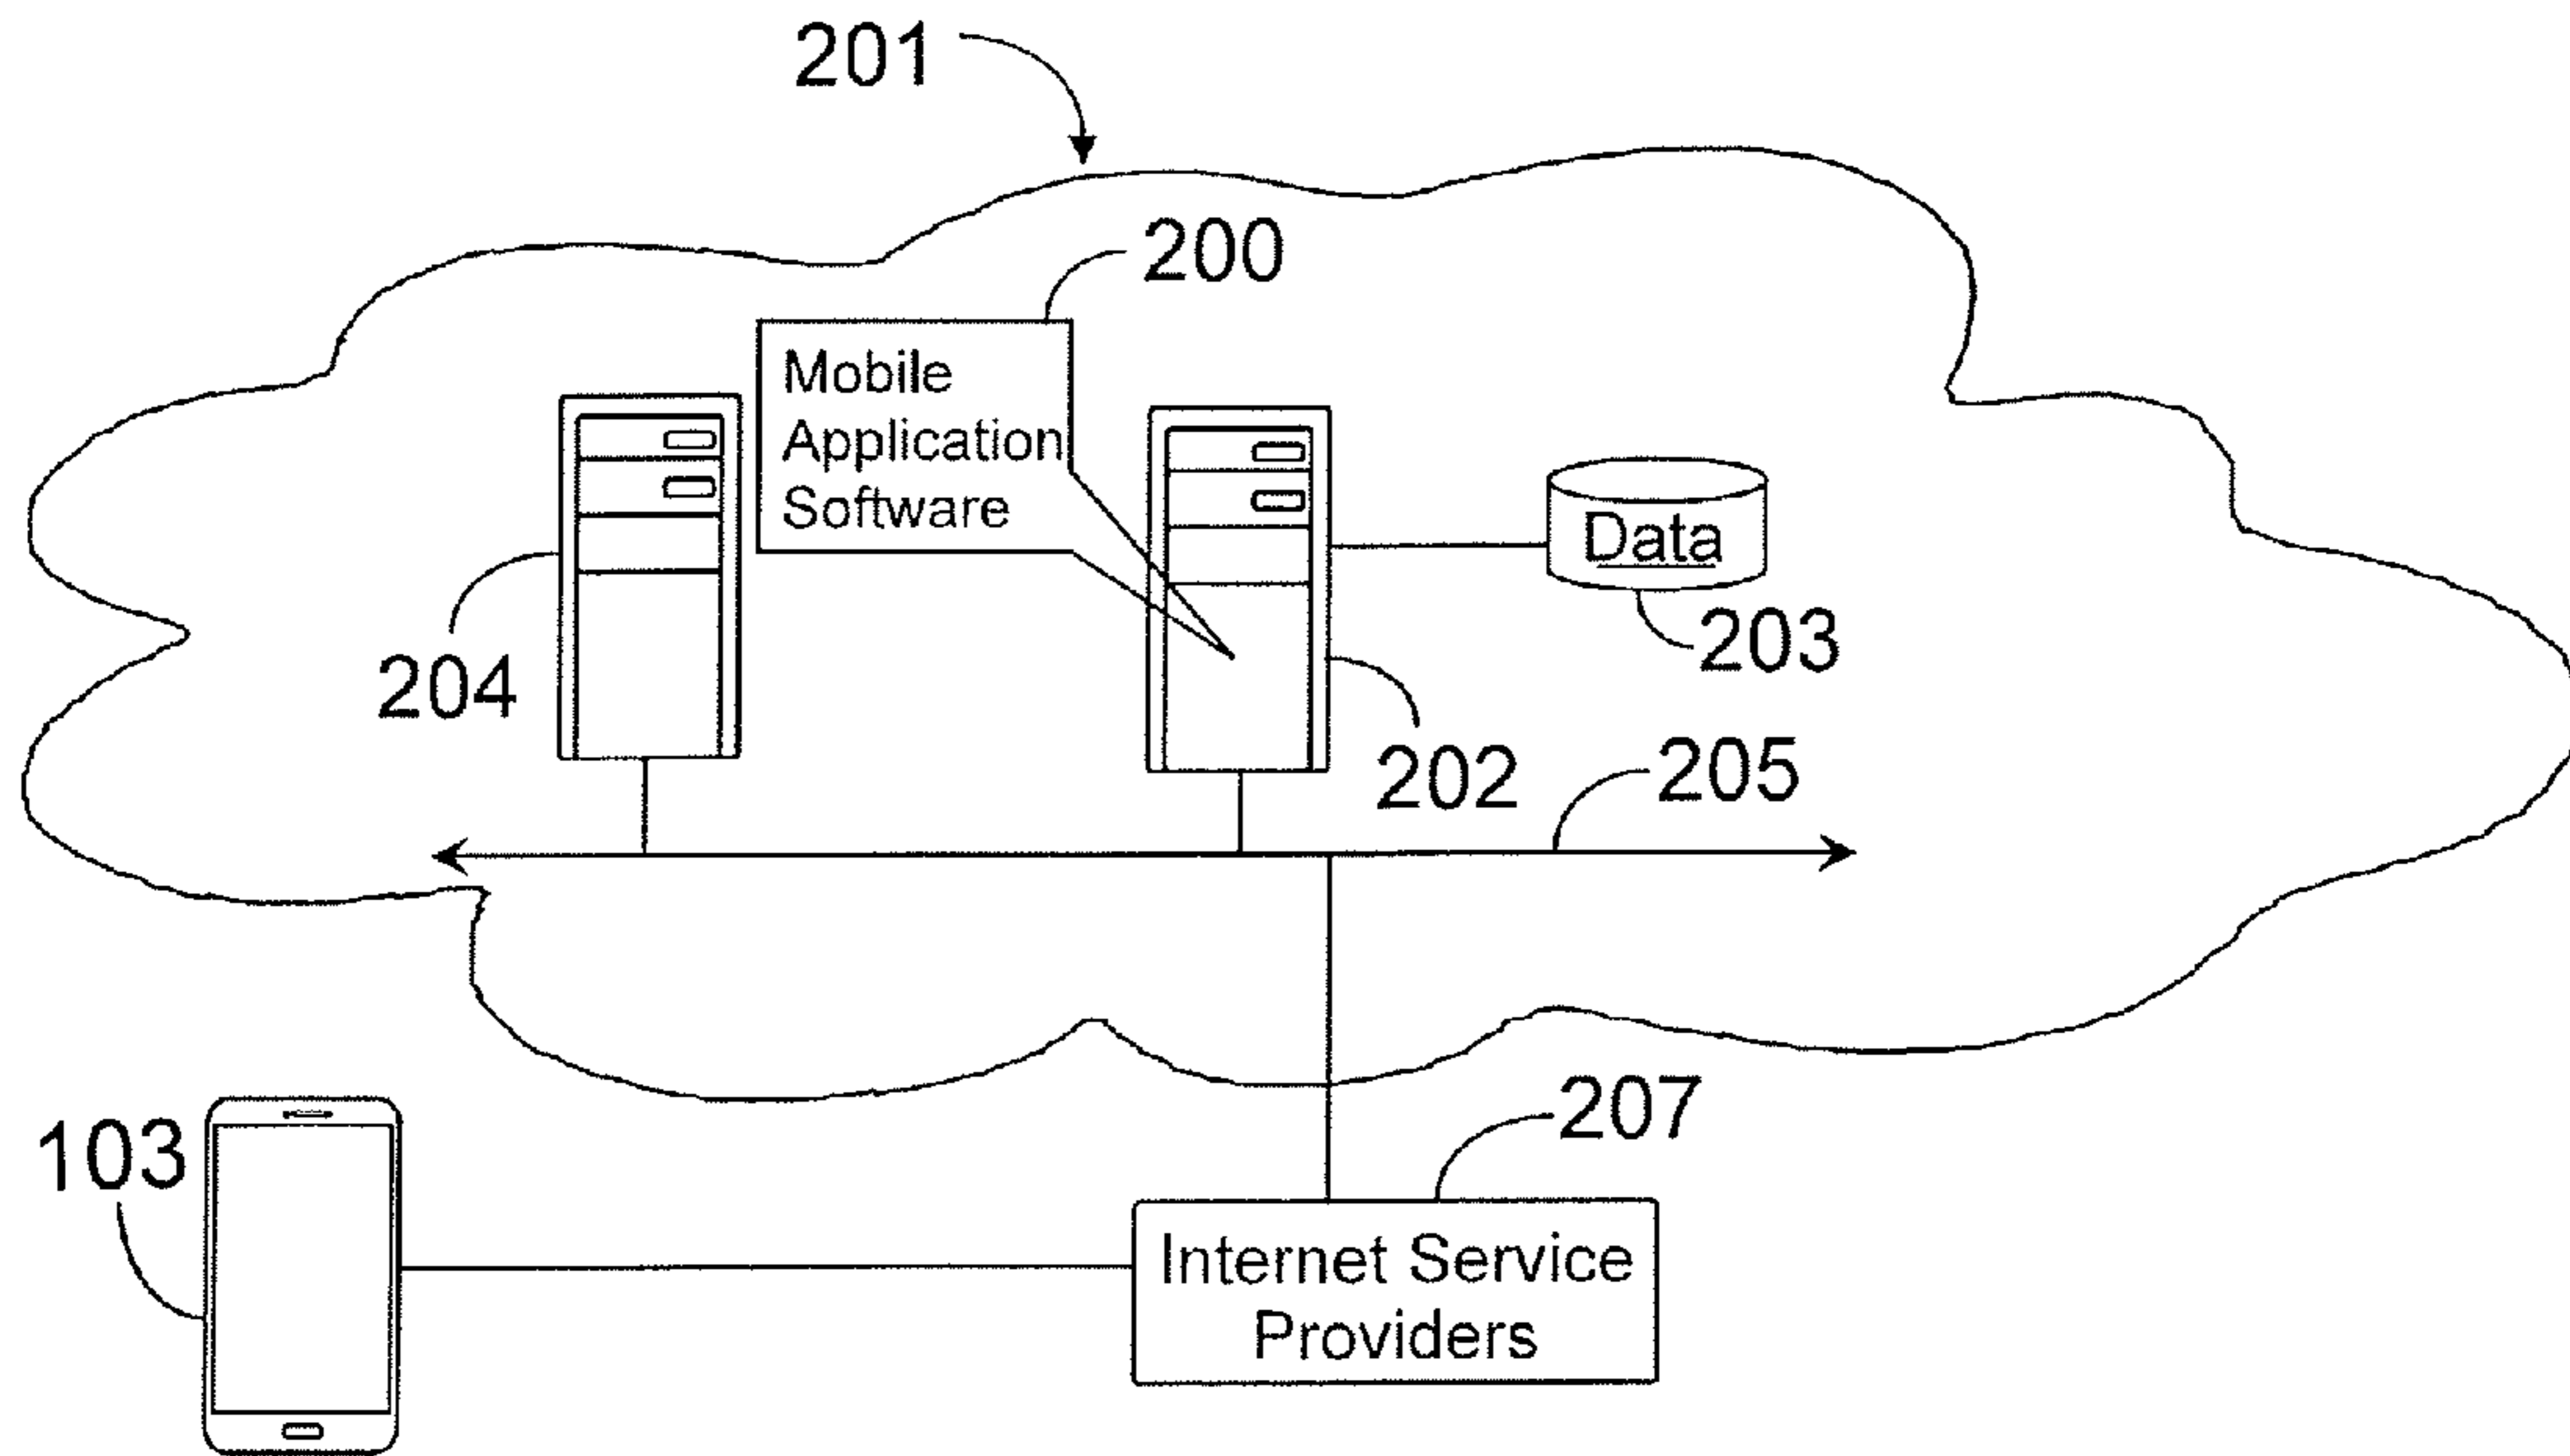 201
200
Mobile
Application
Software
Data
203
204
202
205
207
103
Internet Service
Providers